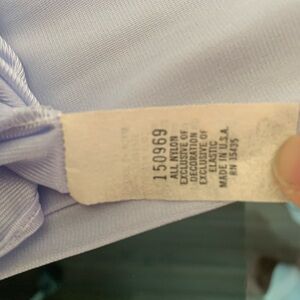 150969
ALL NYLON
EXCLUSIVE OF
DECORATION
EXCLUSIVE OF
ELASTIC
MADE IN U.S.A.
RN 15435